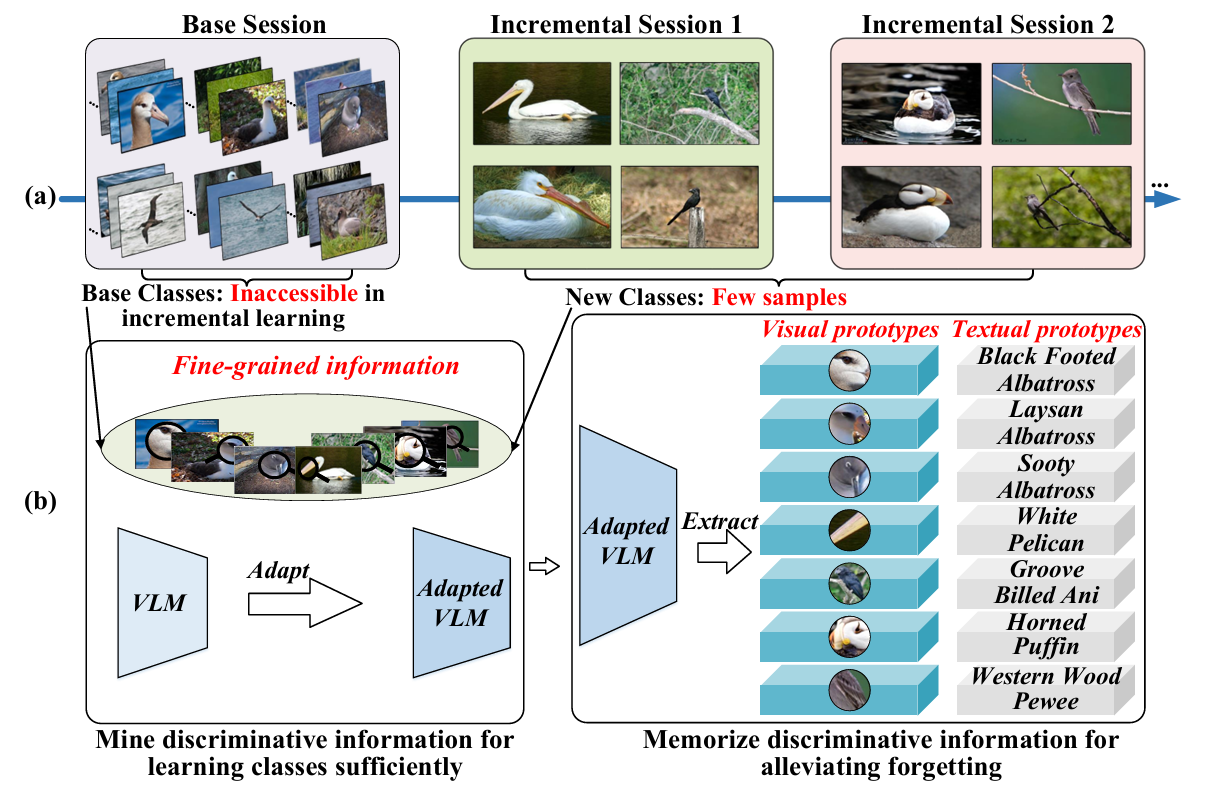 Base Session
Incremental Session 1
Incremental Session 2
(a)
...
Base Classes: Inaccessible in
incremental learning
New Classes: Few samples
(b)
Fine-grained information
VLM
Adapt
Adapted
VLM
Mine discriminative information for
learning classes sufficiently
Adapted
VLM
Extract
Visual prototypes
Textual prototypes
Black Footed
Albatross
Laysan
Albatross
Sooty
Albatross
White
Pelican
Groove
Billed Ani
Horned
Puffin
Western Wood
Pewee
Memorize discriminative information for
alleviating forgetting